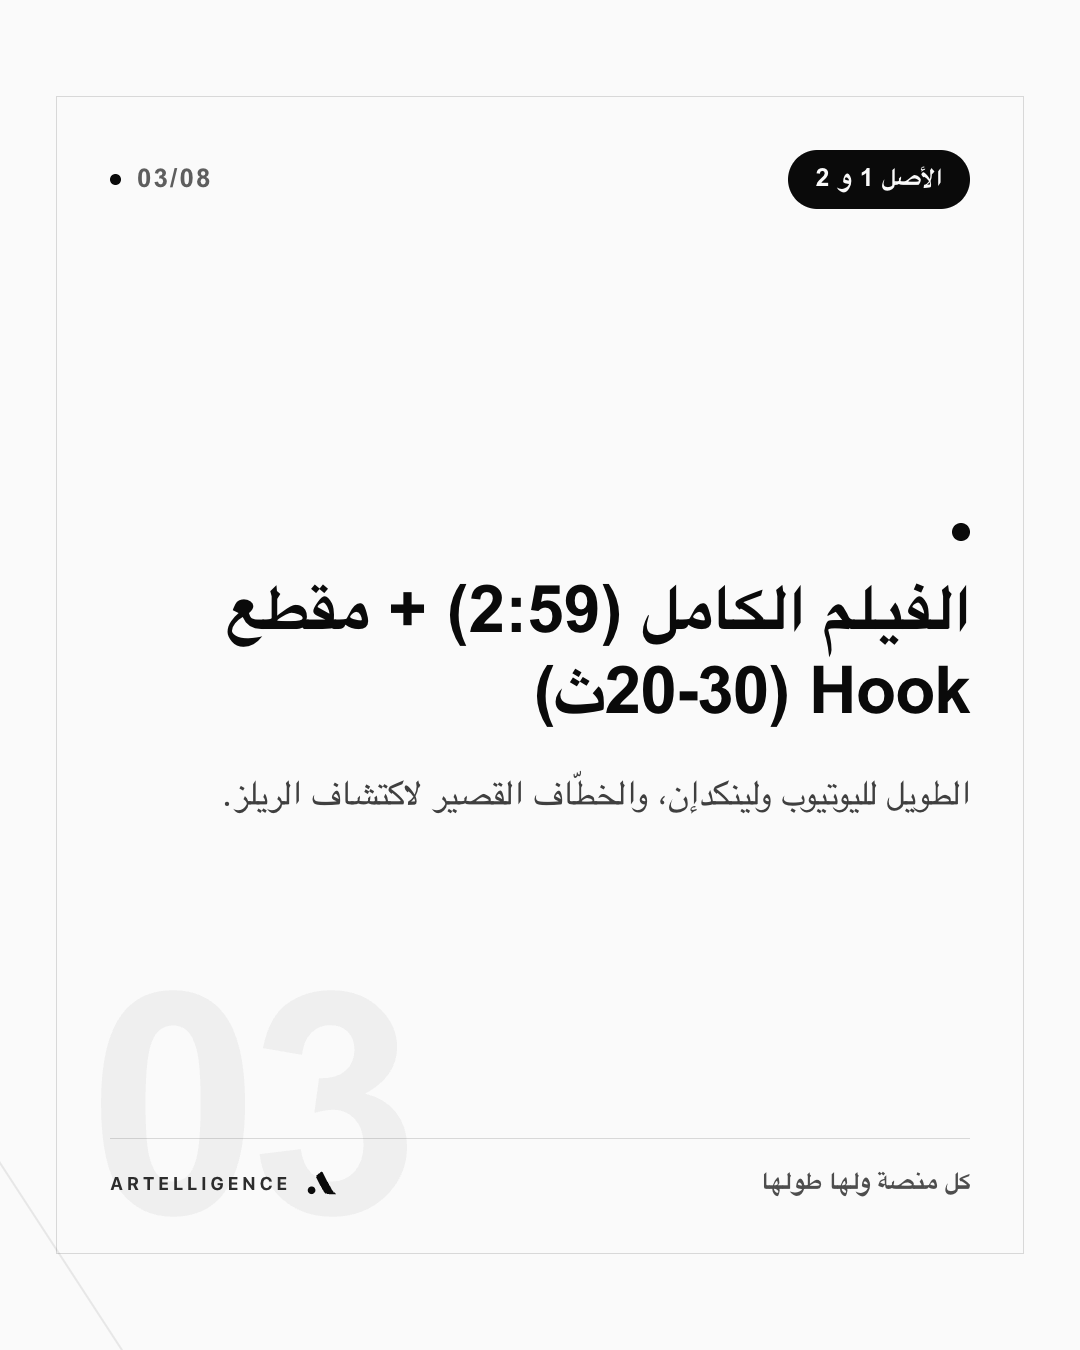 الأصل 1 و 2
03/08
الفيلم الكامل (2:59) + مقطع
Hook (20-30ث)
الطويل لليوتيوب ولينكدإن، والخطّاف القصير لاكتشاف الريلز.
03
كل منصة ولها طولها
ARTELLIGENCE